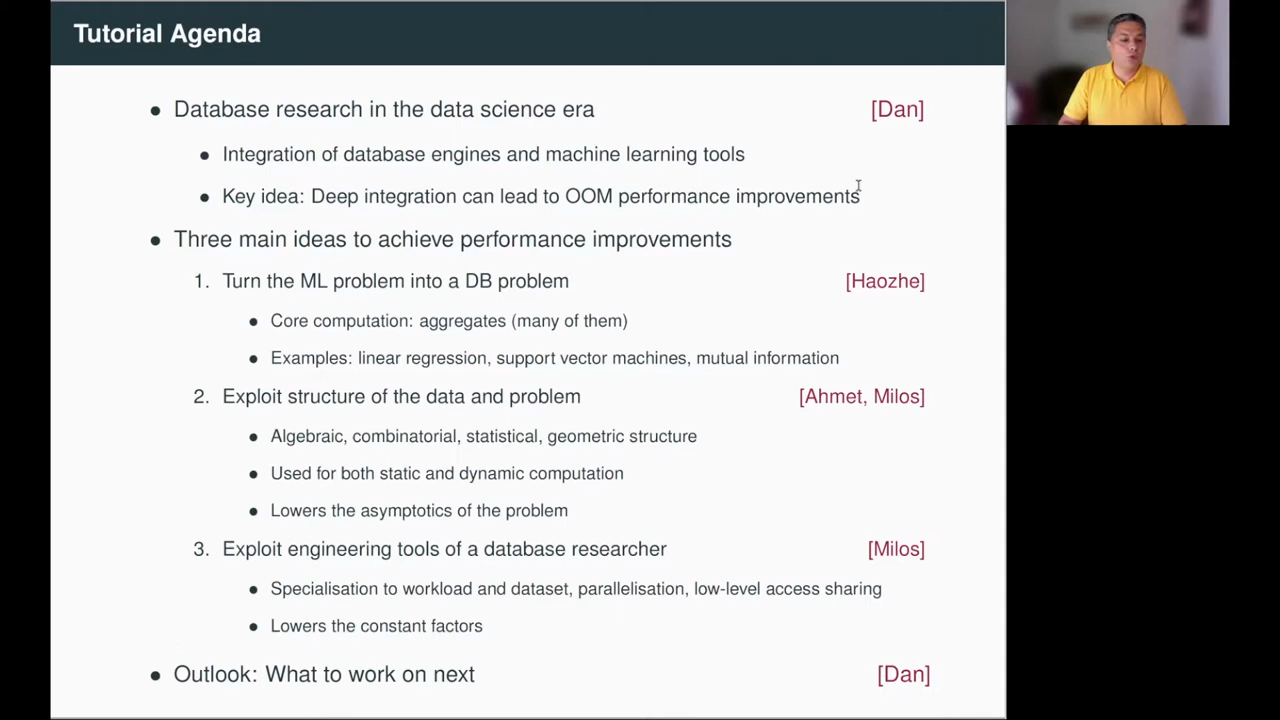 Tutorial Agenda
• Database research in the data science era [Dan]
• Integration of database engines and machine learning tools
• Key idea: Deep integration can lead to OOM performance improvements
• Three main ideas to achieve performance improvements
1. Turn the ML problem into a DB problem [Haozhe]
• Core computation: aggregates (many of them)
• Examples: linear regression, support vector machines, mutual information
2. Exploit structure of the data and problem [Ahmet, Milos]
• Algebraic, combinatorial, statistical, geometric structure
• Used for both static and dynamic computation
• Lowers the asymptotics of the problem
3. Exploit engineering tools of a database researcher [Milos]
• Specialisation to workload and dataset, parallelisation, low-level access sharing
• Lowers the constant factors
• Outlook: What to work on next [Dan]